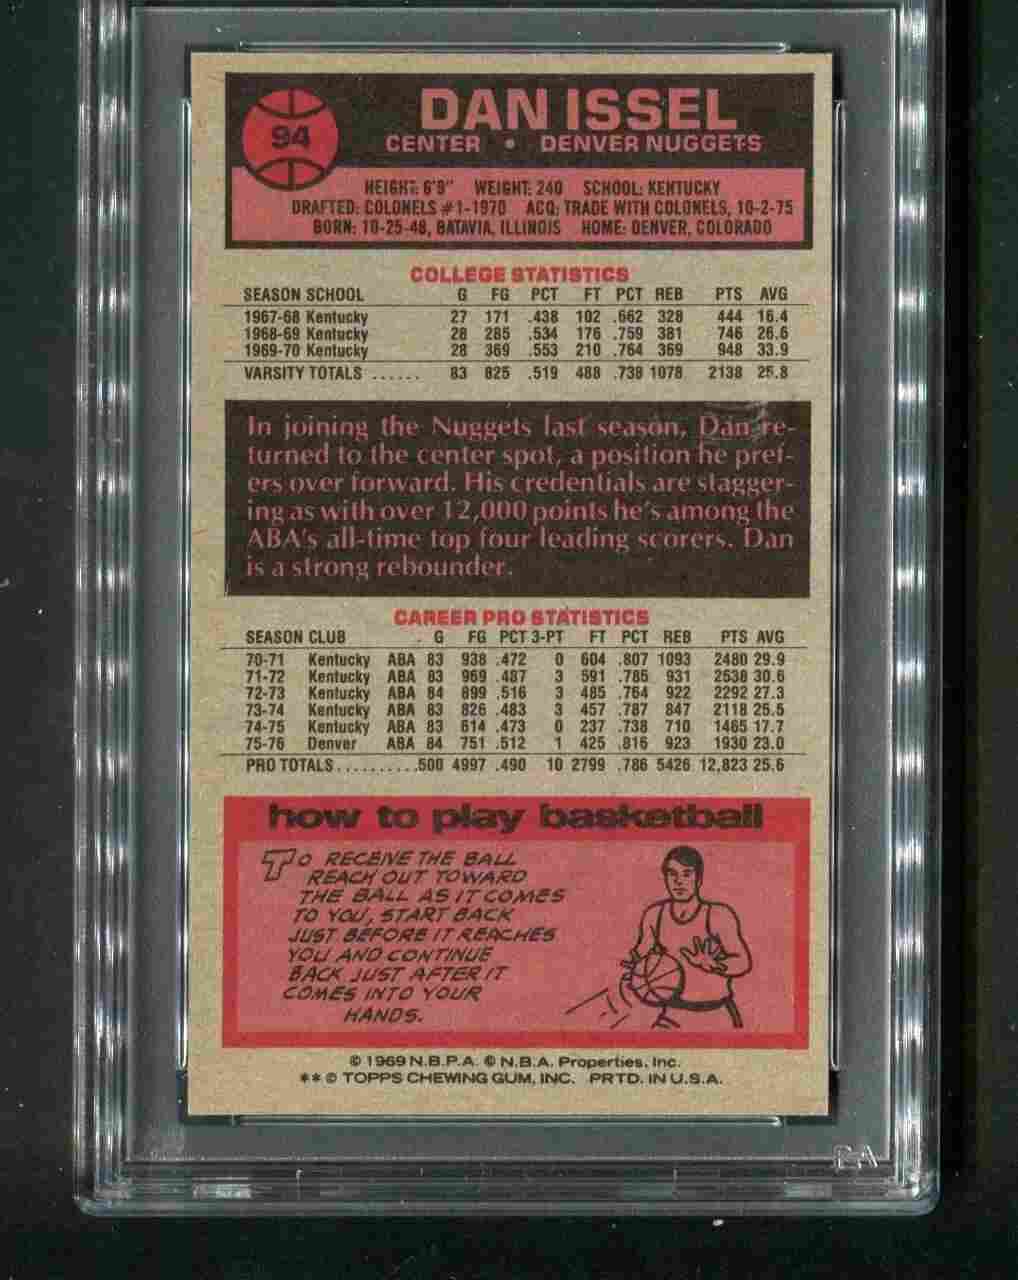 94
DAN ISSEL
CENTER • DENVER NUGGETS
HEIGHT: 6'9" WEIGHT: 240 SCHOOL: KENTUCKY
DRAFTED: COLONELS #1-1970 ACQ: TRADE WITH COLONELS, 10-2-75
BORN: 10-25-48, BATAVIA, ILLINOIS HOME: DENVER, COLORADO
COLLEGE STATISTICS
SEASON SCHOOL G FG PCT FT PCT REB PTS AVG
1967-68 Kentucky 27 171 .438 102 .662 328 444 16.4
1968-69 Kentucky 28 285 .534 176 .759 381 746 26.6
1969-70 Kentucky 28 369 .553 210 .764 369 948 33.9
VARSITY TOTALS ...... 83 825 .519 488 .738 1078 2138 25.8
In joining the Nuggets last season, Dan re-
turned to the center spot, a position he pref-
ers over forward. His credentials are stagger-
ing as with over 12,000 points he's among the
ABA's all-time top four leading scorers. Dan
is a strong rebounder.
CAREER PRO STATISTICS
SEASON CLUB . G FG PCT 3-PT FT PCT REB PTS AVG
70-71 Kentucky ABA 83 938 .472 0 604 .807 1093 2480 29.9
71-72 Kentucky ABA 83 969 .487 3 591 .785 931 2538 30.6
72-73 Kentucky ABA 84 899 .516 3 485 .764 922 2292 27.3
73-74 Kentucky ABA 83 826 .483 3 457 .787 847 2118 25.5
74-75 Kentucky ABA 83 614 .473 0 237 .738 710 1465 17.7
75-76 Denver ABA 84 751 .512 1 425 .816 923 1930 23.0
PRO TOTALS..........500 4997 .490 10 2799 .786 5426 12,823 25.6
how to play basketball
TO RECEIVE THE BALL
REACH OUT TOWARD
THE BALL AS IT COMES
TO YOU, START BACK
JUST BEFORE IT REACHES
YOU AND CONTINUE
BACK JUST AFTER IT
COMES INTO YOUR
HANDS.
© 1969 N.B.P.A. © N.B.A. Properties, Inc.
** © TOPPS CHEWING GUM, INC. PRTD. IN U.S.A.